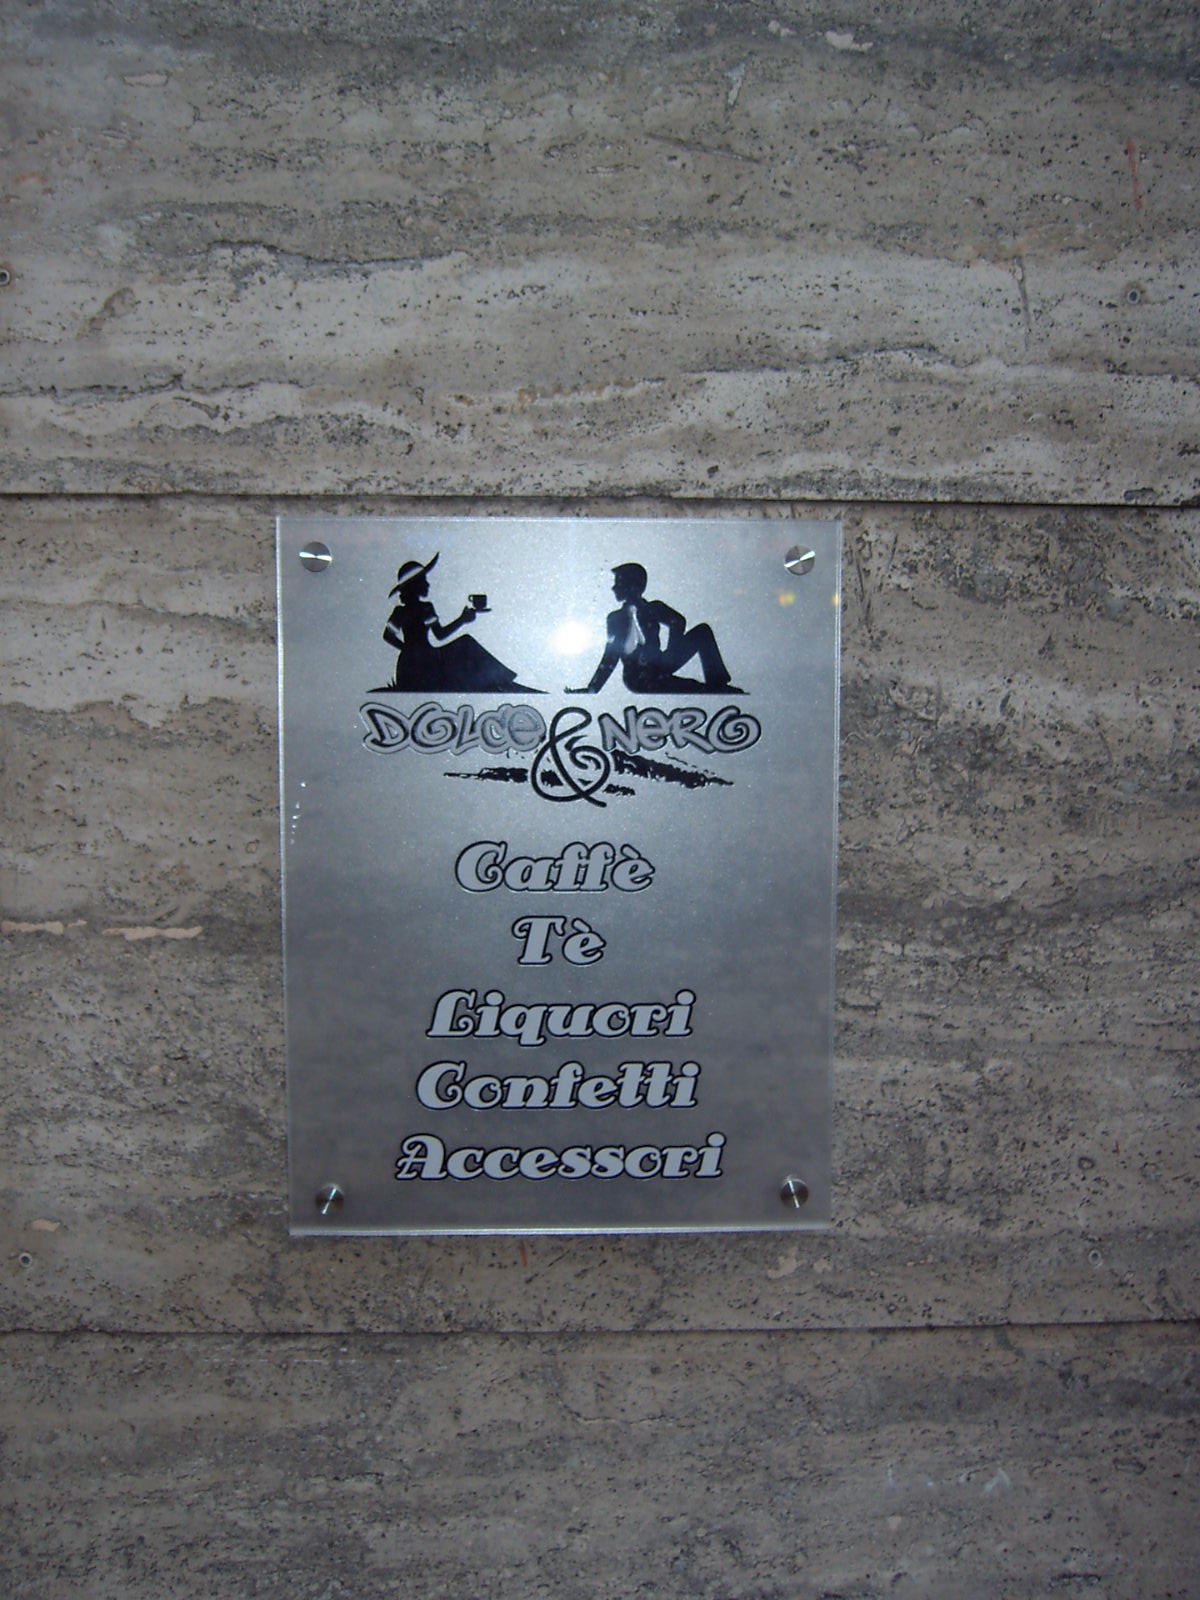 DOLCE & NERO
Caffè
Tè
Liquori
Confetti
Accessori